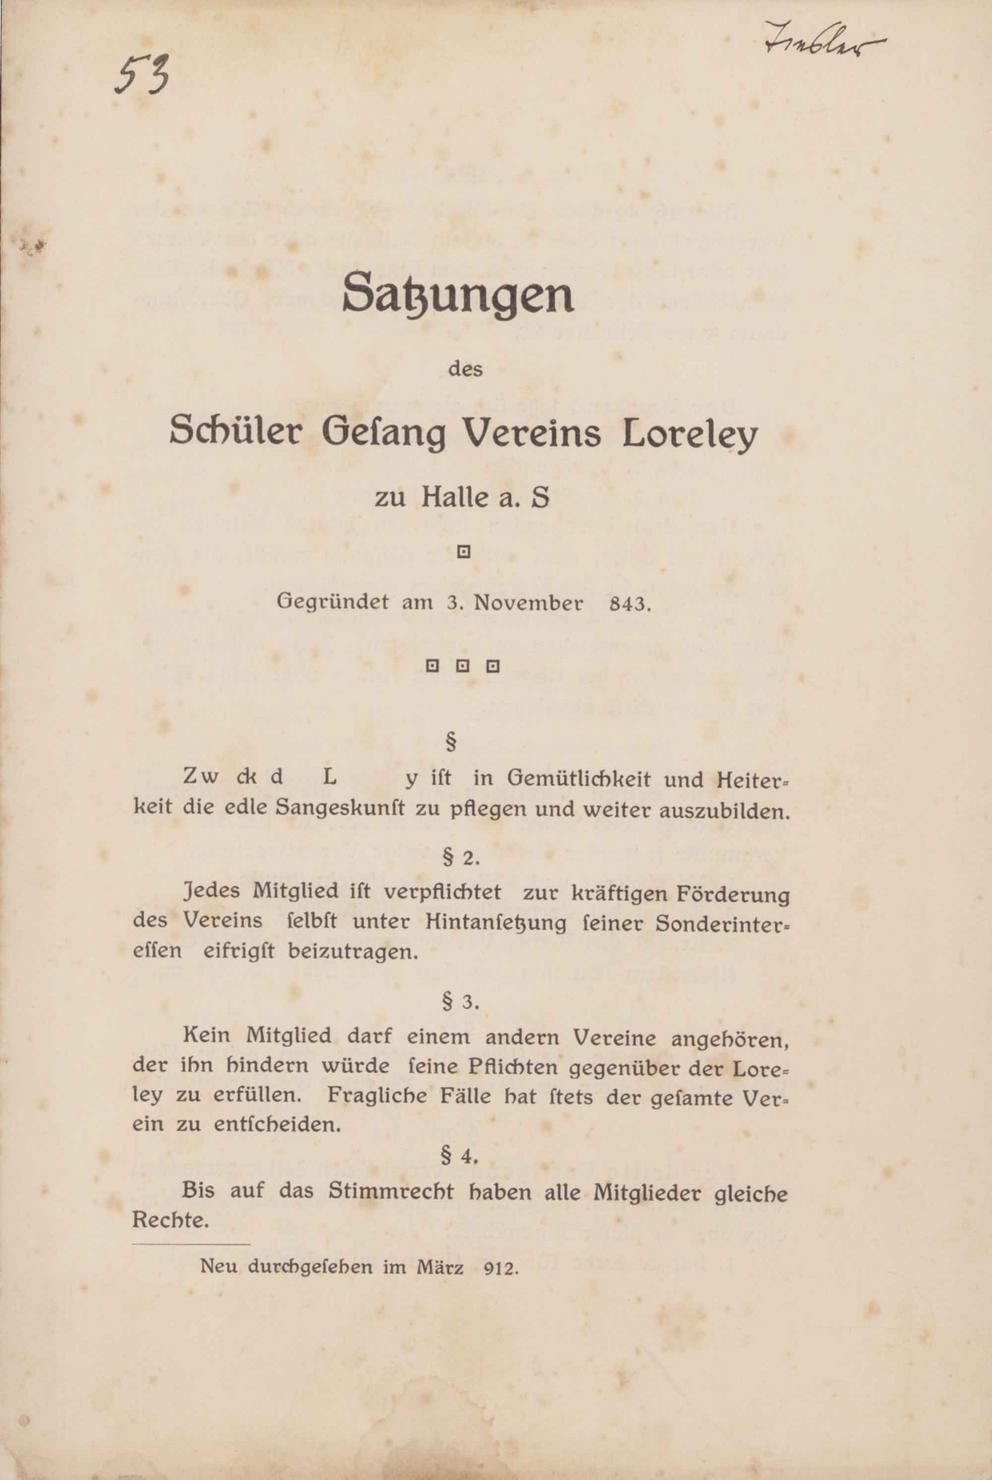 53
Satzungen
des
Schüler Geſang Vereins Loreley
zu Halle a. S
Gegründet am 3. November 843.
§
Zw ck d L y iſt in Gemütlichkeit und Heiter-
keit die edle Sangeskunſt zu pflegen und weiter auszubilden.
§ 2.
Jedes Mitglied iſt verpflichtet zur kräftigen Förderung
des Vereins ſelbſt unter Hintanſetzung ſeiner Sonderinter-
eſſen eifrigſt beizutragen.
§ 3.
Kein Mitglied darf einem andern Vereine angehören,
der ihn hindern würde ſeine Pflichten gegenüber der Lore-
ley zu erfüllen. Fragliche Fälle hat ſtets der geſamte Ver-
ein zu entſcheiden.
§ 4.
Bis auf das Stimmrecht haben alle Mitglieder gleiche
Rechte.
Neu durchgeſehen im März 912.